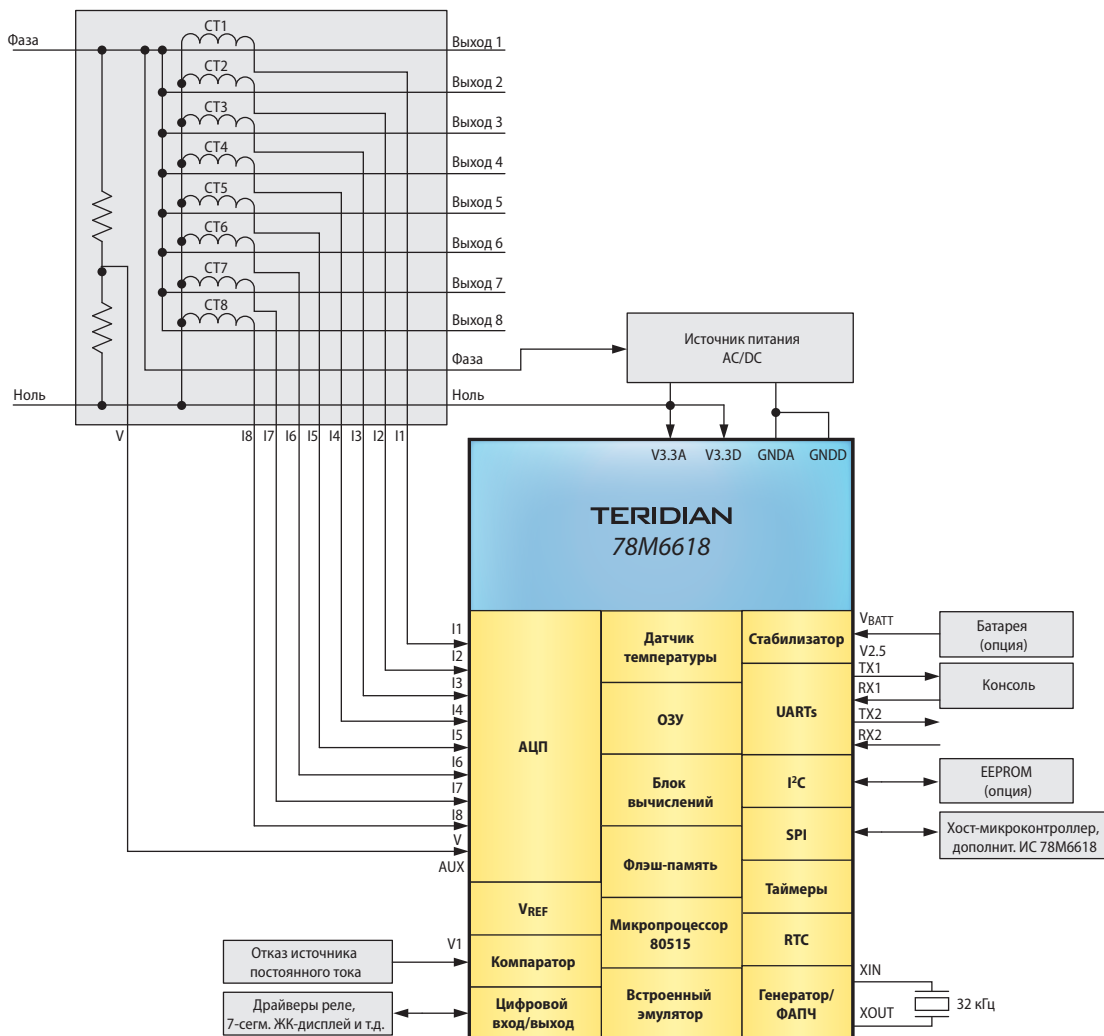 Фаза
CT1
Выход 1
CT2
Выход 2
CT3
Выход 3
CT4
Выход 4
CT5
Выход 5
CT6
Выход 6
CT7
Выход 7
CT8
Выход 8
Фаза
Источник питания
AC/DC
Ноль
Ноль
V
I8
I7
I6
I5
I4
I3
I2
I1
V3.3A
V3.3D
GNDA
GNDD
TERIDIAN
78M6618
I1
I2
I3
I4
I5
I6
I7
I8
V
AUX
V1
АЦП
VREF
Компаратор
Цифровой
вход/выход
Датчик
температуры
ОЗУ
Блок
вычислений
Флэш-память
Микропроцессор
80515
Встроенный
эмулятор
Стабилизатор
UARTs
I²C
SPI
Таймеры
RTC
Генератор/
ФАПЧ
VBATT
V2.5
TX1
RX1
TX2
RX2
XIN
XOUT
Батарея
(опция)
Консоль
EEPROM
(опция)
Хост-микроконтроллер,
дополнит. ИС 78M6618
32 кГц
Отказ источника
постоянного тока
Драйверы реле,
7-сегм. ЖК-дисплей и т.д.